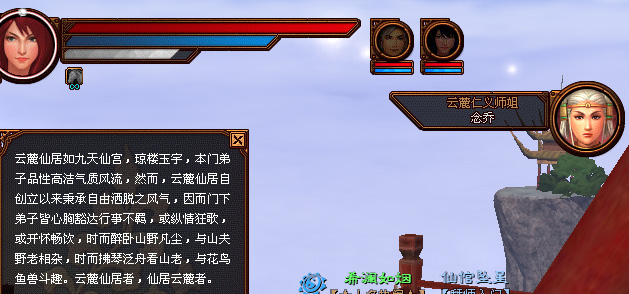 云麓仁义师姐
念乔
云麓仙居如九天仙宫，琼楼玉宇，本门弟
子品性高洁气质风流，然而，云麓仙居自
创立以来秉承自由洒脱之风气，因而门下
弟子皆心胸豁达行事不羁，或纵情狂歌，
或开怀畅饮，时而醉卧山野凡尘，与山夫
野老相杂，时而拂琴泛舟看山老，与花鸟
鱼兽斗趣。云麓仙居者，仙居云麓者。
希澜如烟